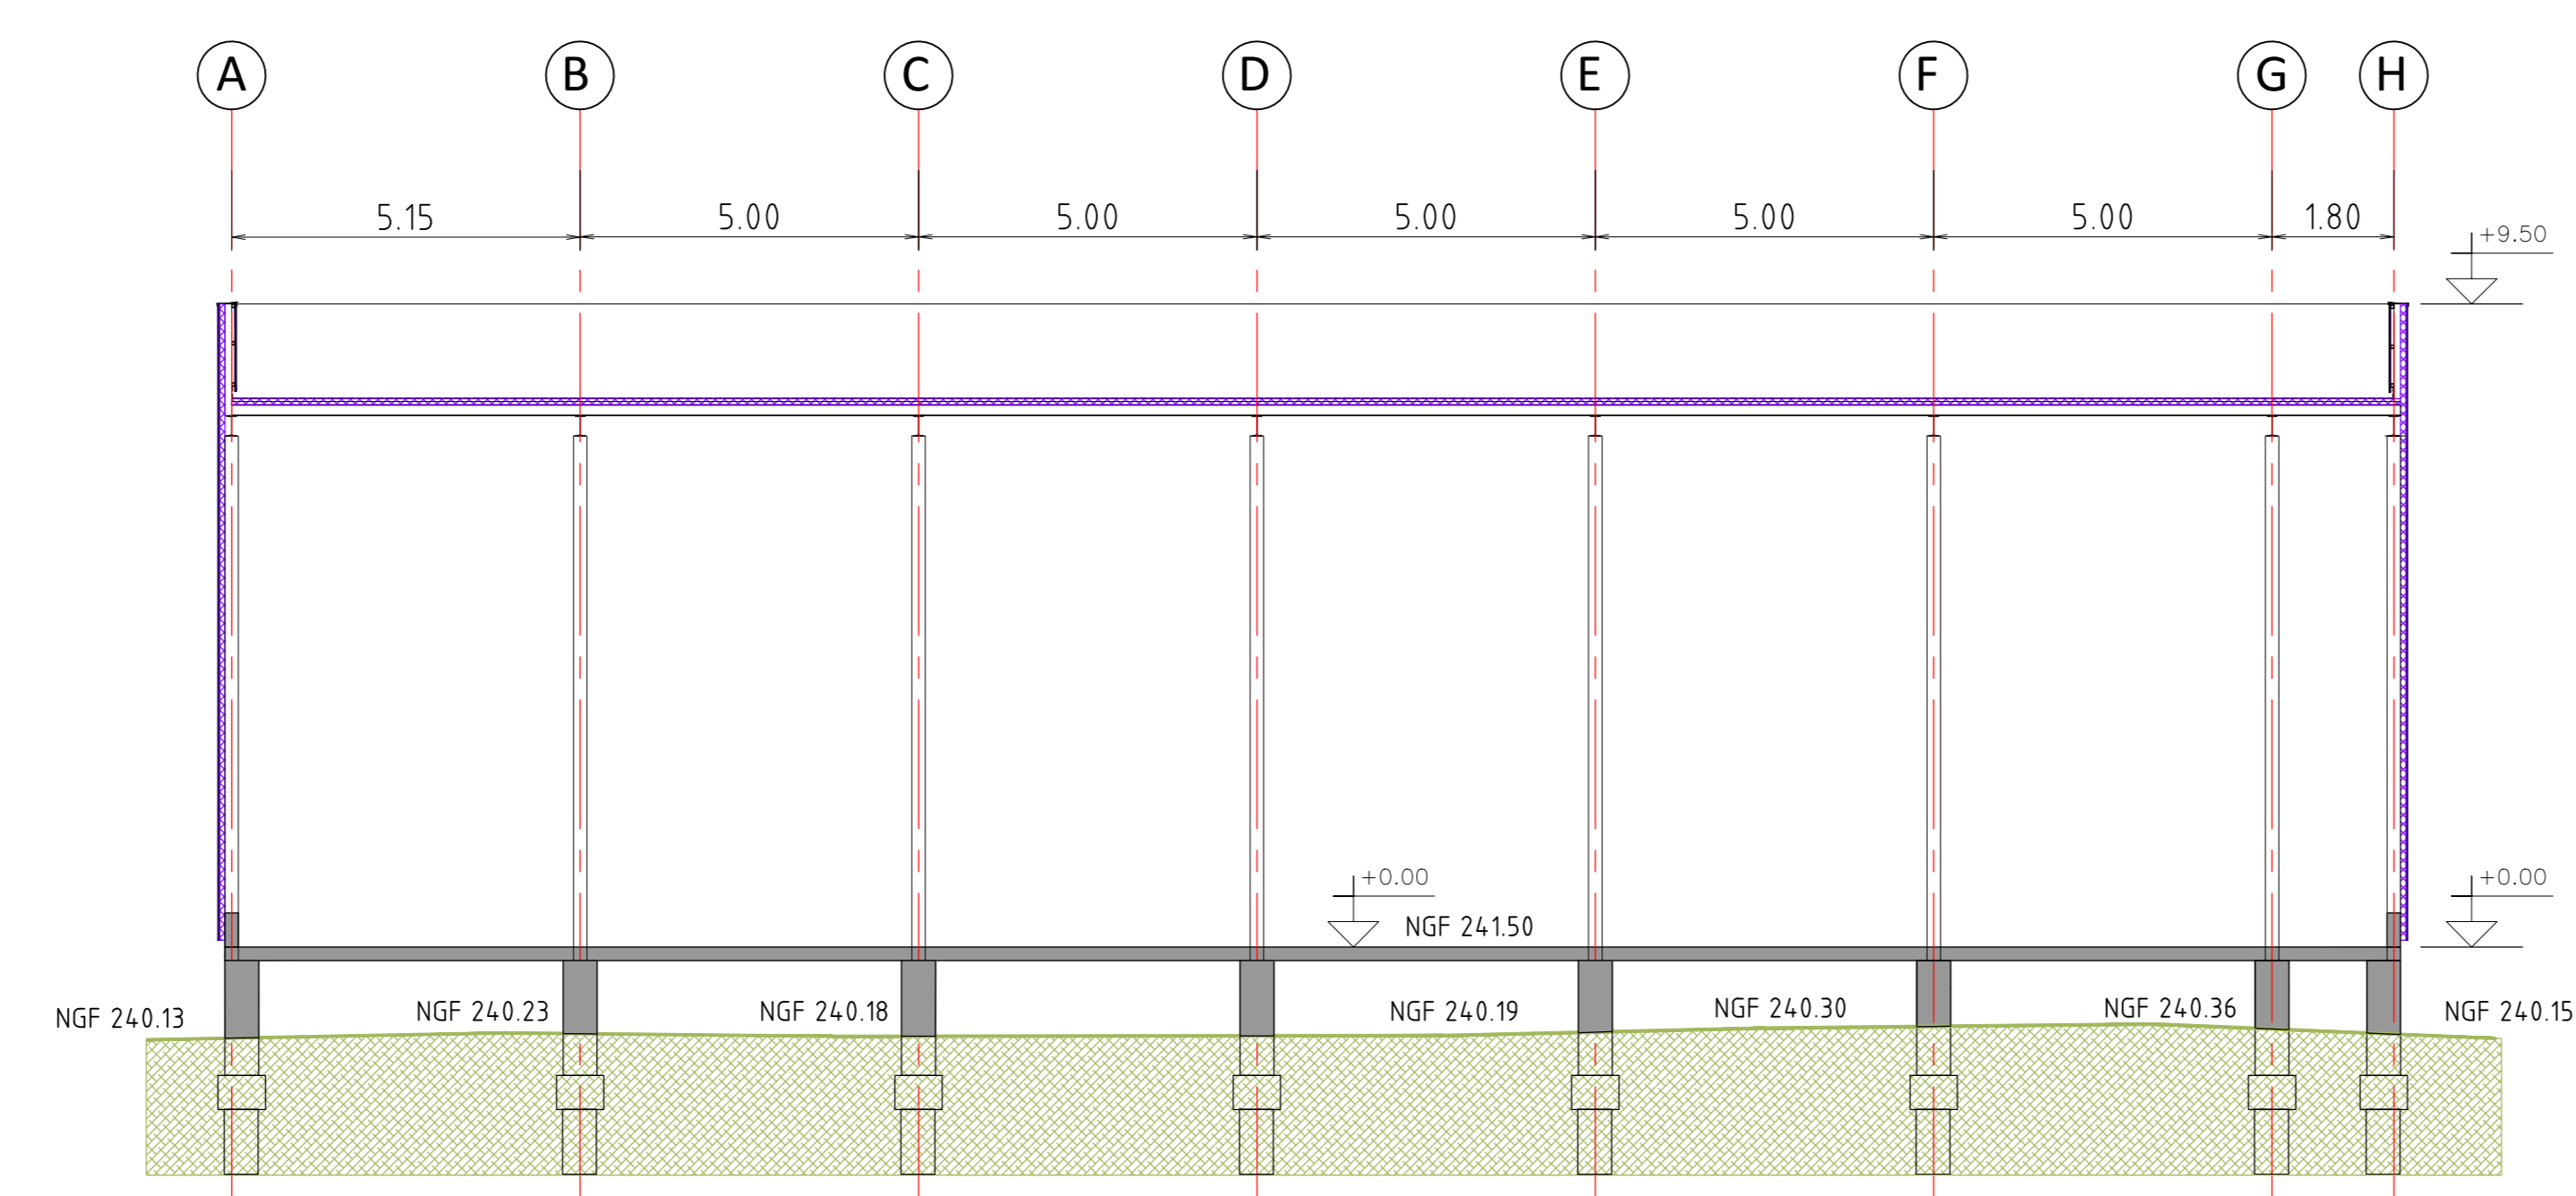 A B C D E F G H
5.15 5.00 5.00 5.00 5.00 5.00 1.80
+9.50
+0.00 +0.00
NGF 241.50
NGF 240.13 NGF 240.23 NGF 240.18 NGF 240.19 NGF 240.30 NGF 240.36 NGF 240.15